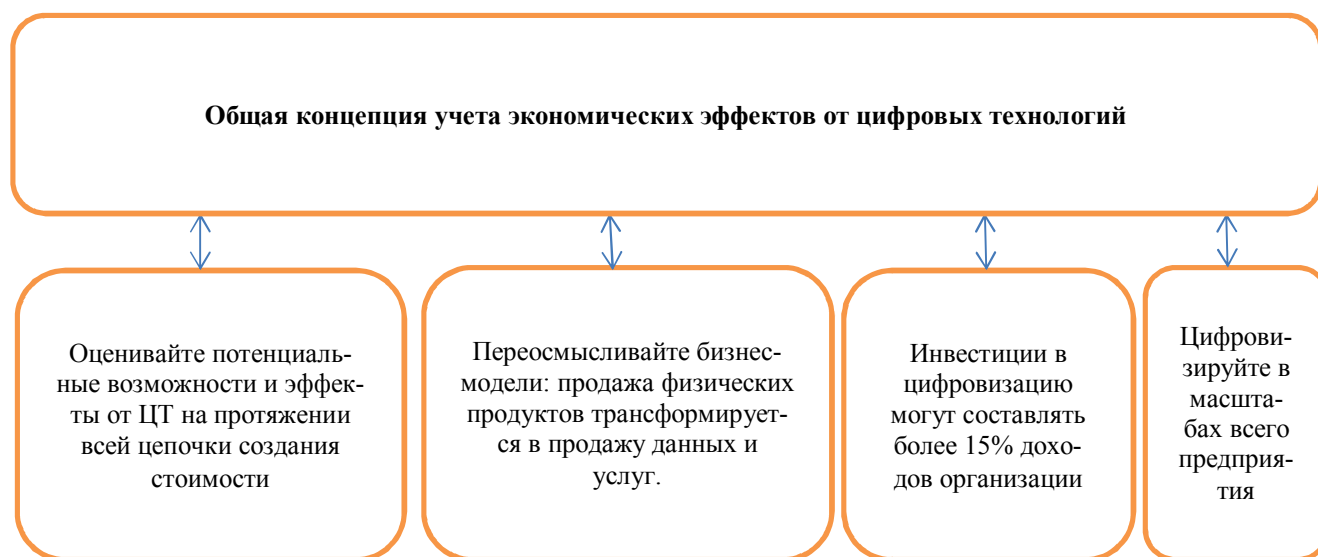 Общая концепция учета экономических эффектов от цифровых технологий
Оценивайте потенциаль-
ные возможности и эффек-
ты от ЦТ на протяжении
всей цепочки создания
стоимости
Переосмысливайте бизнес-
модели: продажа физических
продуктов трансформирует-
ся в продажу данных и
услуг.
Инвестиции в
цифровизацию
могут составлять
более 15% дохо-
дов организации
Цифрови-
зируйте в
масшта-
бах всего
предприя-
тия